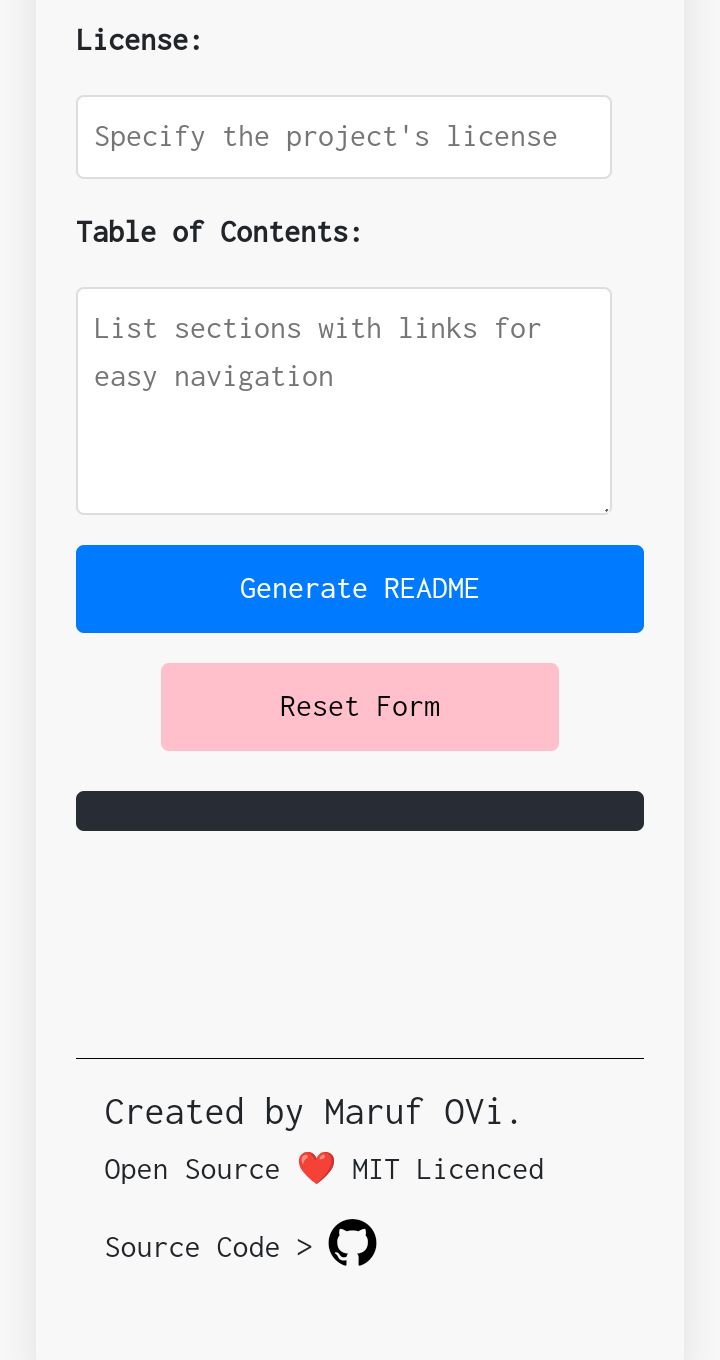 License:
Specify the project's license
Table of Contents:
List sections with links for
easy navigation
Generate README
Reset Form
Created by Maruf OVi.
Open Source ❤️ MIT Licenced
Source Code >